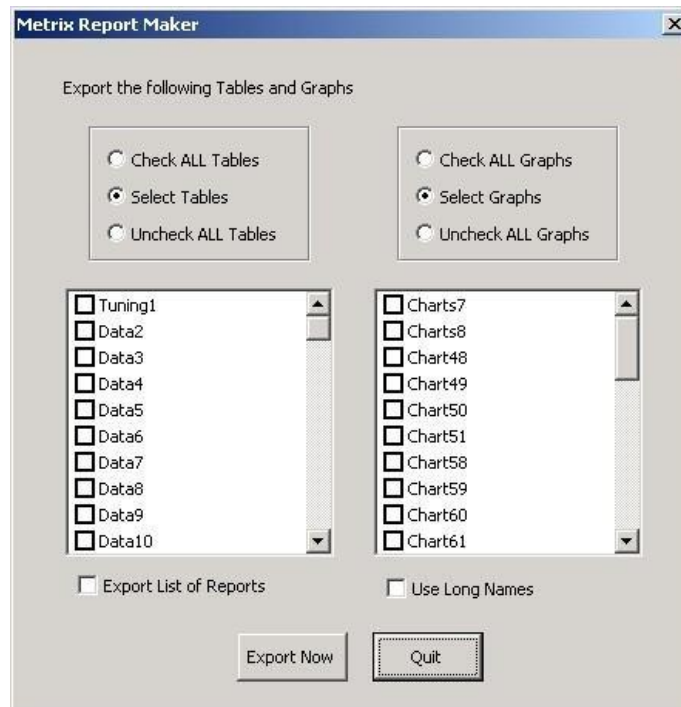 Metrix Report Maker
Export the following Tables and Graphs
Check ALL Tables
Select Tables
Uncheck ALL Tables
Check ALL Graphs
Select Graphs
Uncheck ALL Graphs
Tuning1
Data2
Data3
Data4
Data5
Data6
Data7
Data8
Data9
Data10
Charts7
Charts8
Chart48
Chart49
Chart50
Chart51
Chart58
Chart59
Chart60
Chart61
Export List of Reports
Use Long Names
Export Now
Quit